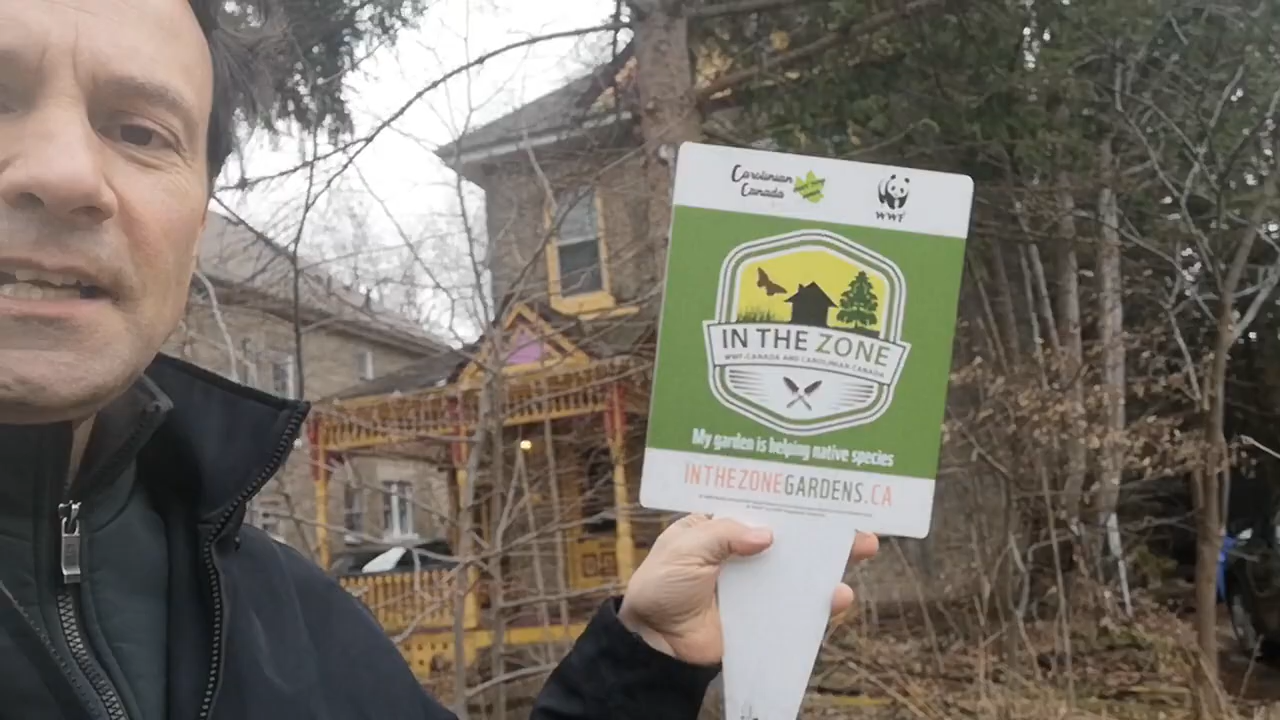 Carolinian
Canada
WWF
IN THE ZONE
WWF-CANADA AND CAROLINIAN CANADA
My garden is helping native species
INTHEZONEGARDENS.CA